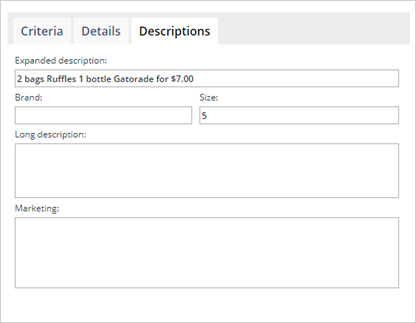 Criteria Details Descriptions
Expanded description:
2 bags Ruffles 1 bottle Gatorade for $7.00
Brand: Size:
5
Long description:
Marketing: